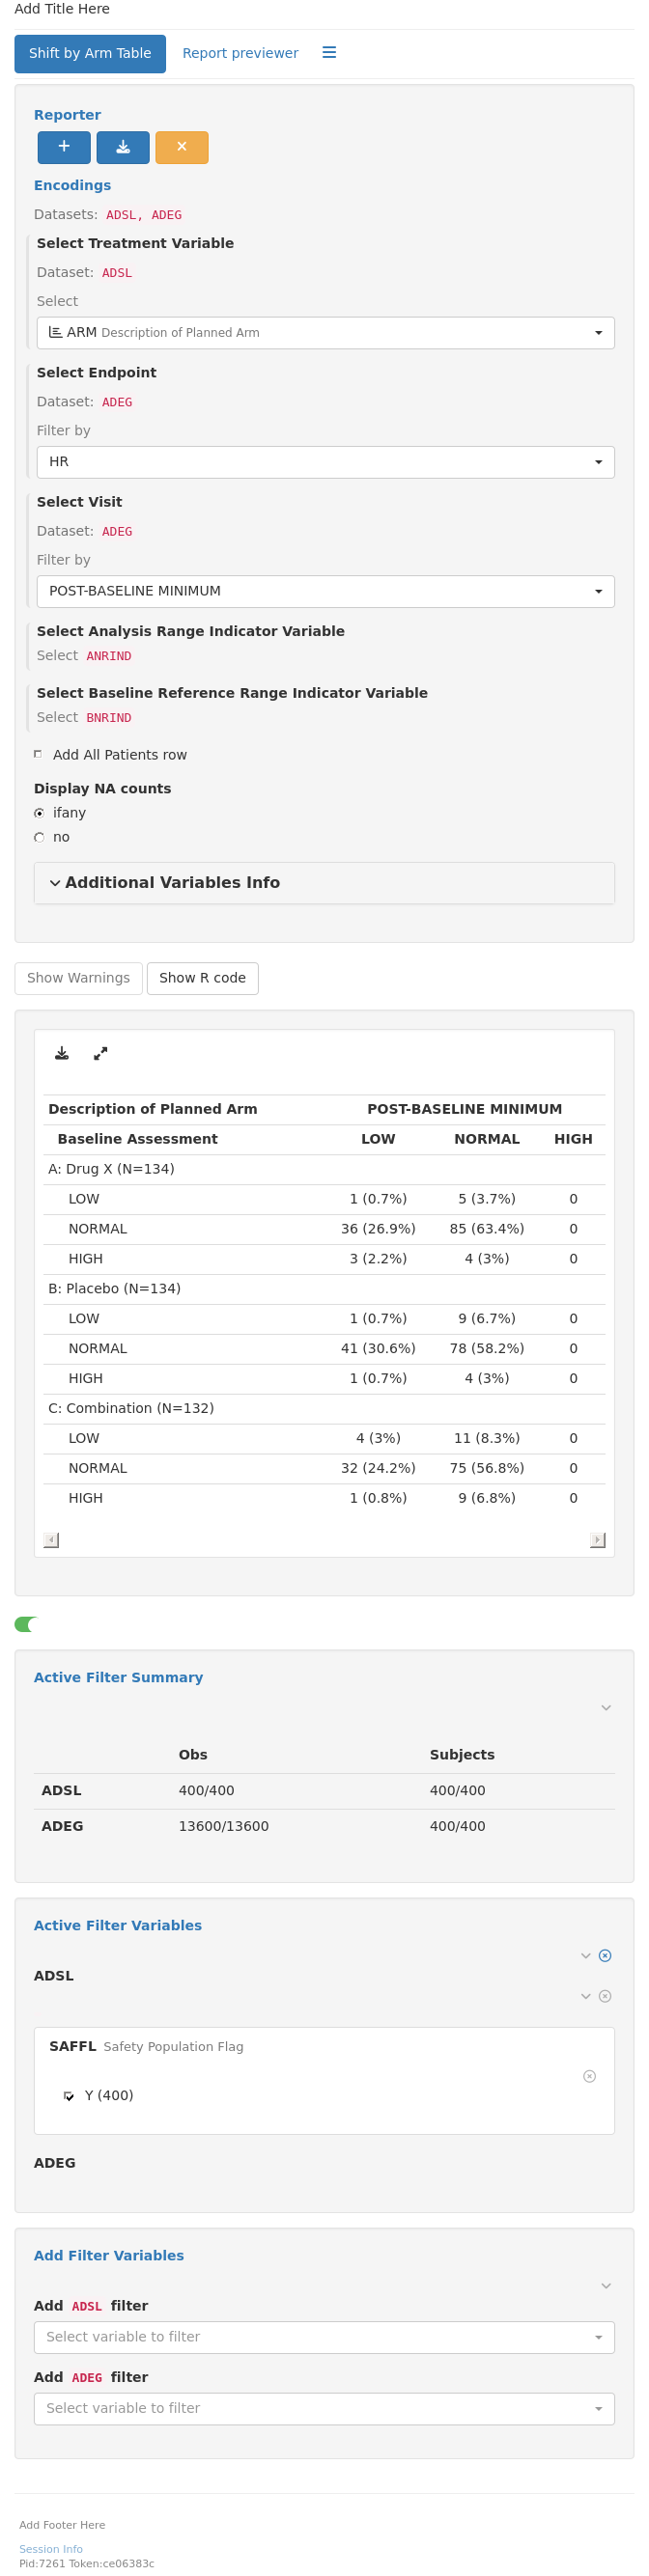 Add Title Here
Shift by Arm Table Report previewer
Reporter
Encodings
Datasets: ADSL, ADEG
Select Treatment Variable
Dataset: ADSL
Select
ARM Description of Planned Arm
Select Endpoint
Dataset: ADEG
Filter by
HR
Select Visit
Dataset: ADEG
Filter by
POST-BASELINE MINIMUM
Select Analysis Range Indicator Variable
Select ANRIND
Select Baseline Reference Range Indicator Variable
Select BNRIND
Add All Patients row
Display NA counts
ifany
no
Additional Variables Info
Show Warnings Show R code
Description of Planned Arm POST-BASELINE MINIMUM
Baseline Assessment LOW NORMAL HIGH
A: Drug X (N=134)
LOW 1 (0.7%) 5 (3.7%) 0
NORMAL 36 (26.9%) 85 (63.4%) 0
HIGH 3 (2.2%) 4 (3%) 0
B: Placebo (N=134)
LOW 1 (0.7%) 9 (6.7%) 0
NORMAL 41 (30.6%) 78 (58.2%) 0
HIGH 1 (0.7%) 4 (3%) 0
C: Combination (N=132)
LOW 4 (3%) 11 (8.3%) 0
NORMAL 32 (24.2%) 75 (56.8%) 0
HIGH 1 (0.8%) 9 (6.8%) 0
Active Filter Summary
Obs Subjects
ADSL 400/400 400/400
ADEG 13600/13600 400/400
Active Filter Variables
ADSL
SAFFL Safety Population Flag
Y (400)
ADEG
Add Filter Variables
Add ADSL filter
Select variable to filter
Add ADEG filter
Select variable to filter
Add Footer Here
Session Info
Pid:7261 Token:ce06383c